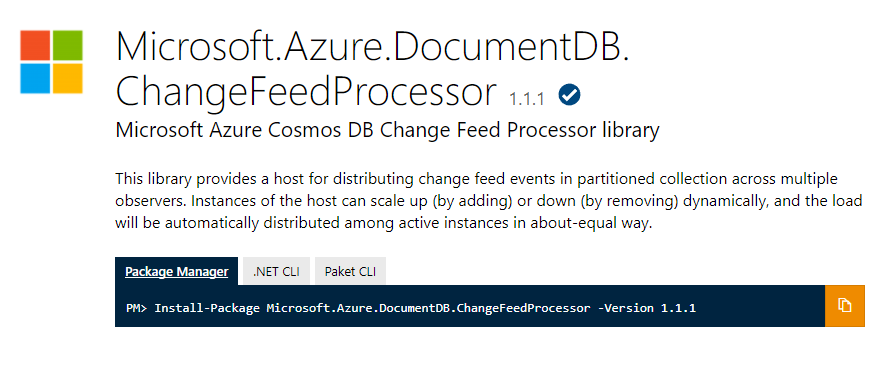 Microsoft.Azure.DocumentDB.
ChangeFeedProcessor 1.1.1
Microsoft Azure Cosmos DB Change Feed Processor library
This library provides a host for distributing change feed events in partitioned collection across multiple
observers. Instances of the host can scale up (by adding) or down (by removing) dynamically, and the load
will be automatically distributed among active instances in about-equal way.
Package Manager .NET CLI Paket CLI
PM> Install-Package Microsoft.Azure.DocumentDB.ChangeFeedProcessor -Version 1.1.1